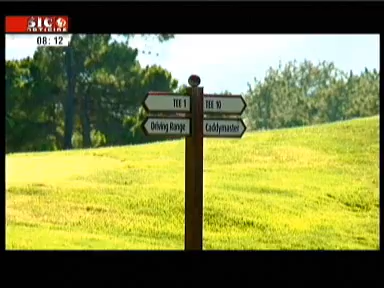 SIC
NOTÍCIAS
08:12
TEE 1 TEE 10
Driving Range Caddymaster